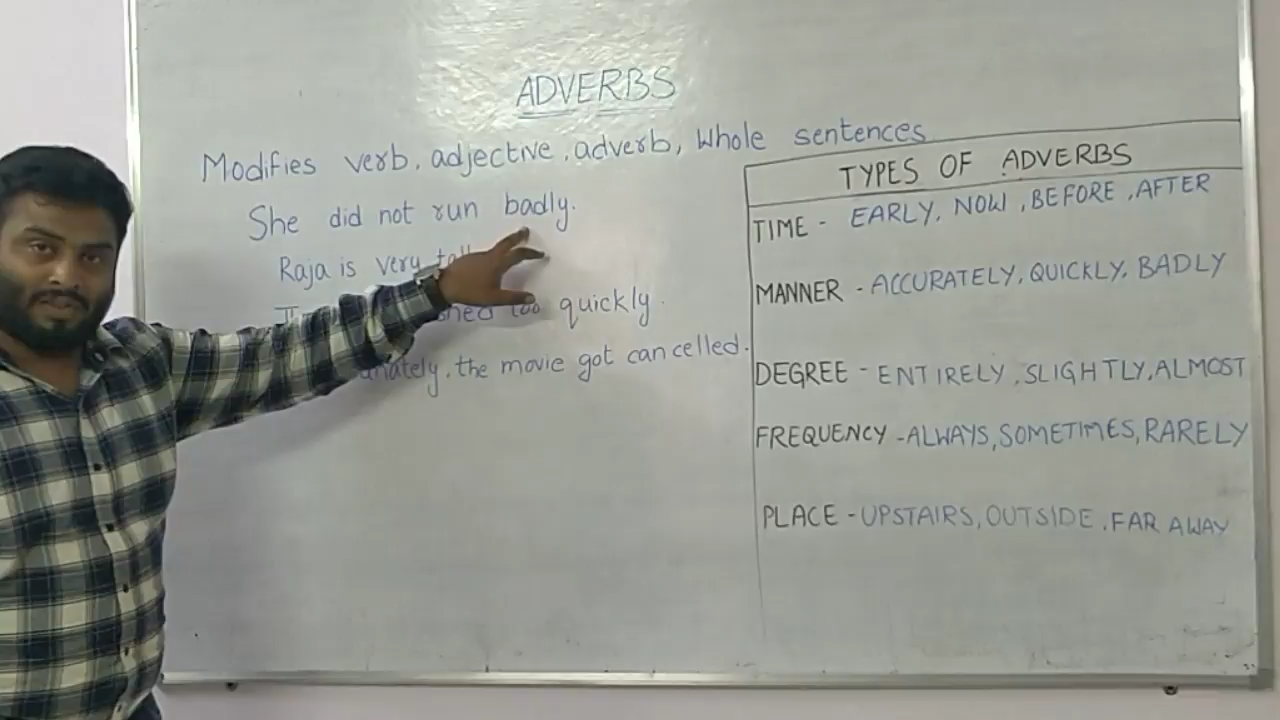 ADVERBS
Modifies verb, adjective, adverb, Whole sentences
She did not run badly.
Raja is very
too quickly.
the movie got cancelled.
TYPES OF ADVERBS
TIME - EARLY, NOW, BEFORE, AFTER
MANNER - ACCURATELY, QUICKLY, BADLY
DEGREE - ENTIRELY, SLIGHTLY, ALMOST
FREQUENCY - ALWAYS, SOMETIMES, RARELY
PLACE - UPSTAIRS, OUTSIDE, FAR AWAY